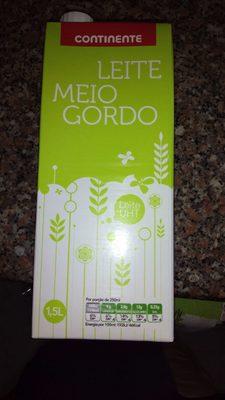 CONTINENTE
LEITE
MEIO
GORDO
Leite
UHT
1,5L
Por porção de 250ml